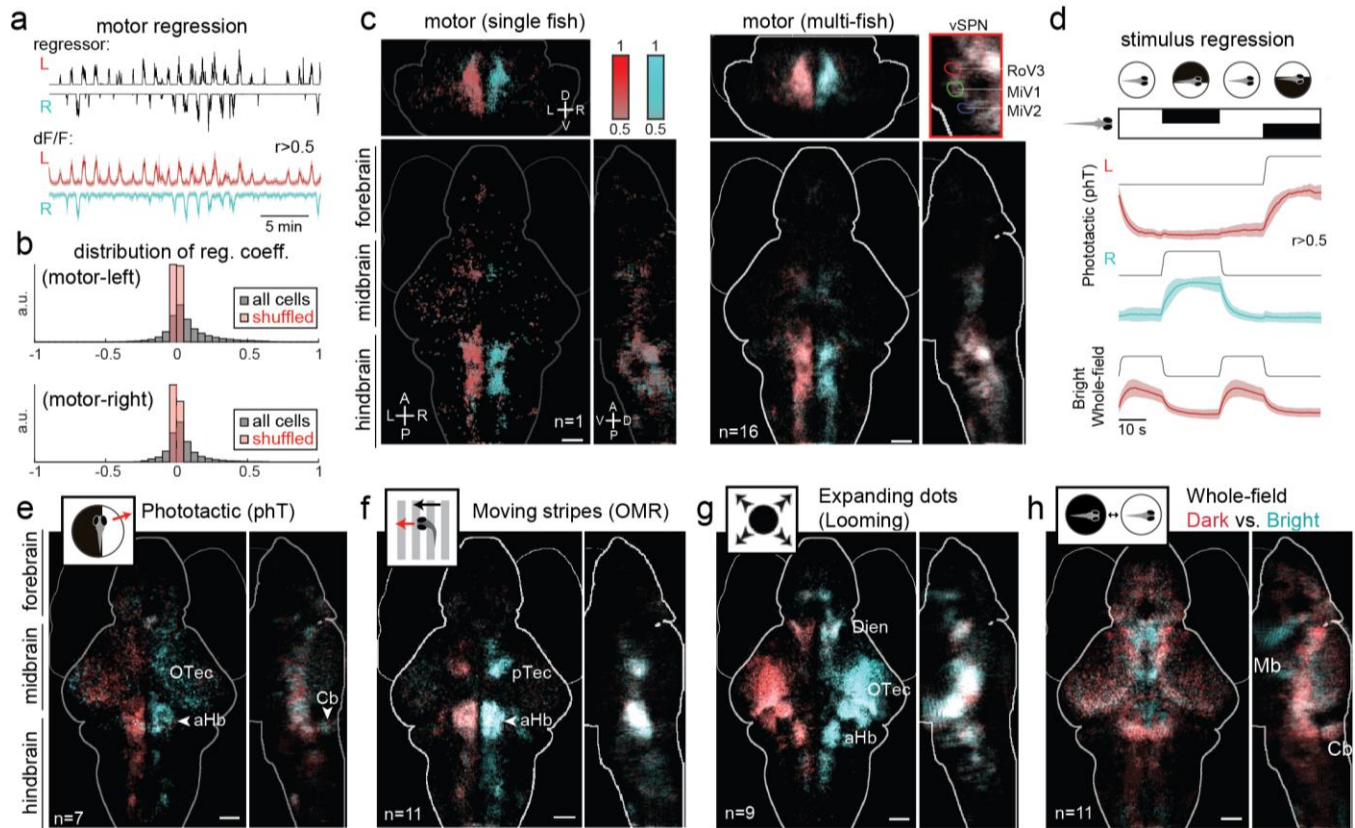 a
motor regression
regressor:
L
R
dF/F:
r>0.5
L
R
5 min
b
distribution of reg. coeff.
(motor-left)
a.u.
all cells
shuffled
-1 -0.5 0 0.5 1
(motor-right)
a.u.
all cells
shuffled
-1 -0.5 0 0.5 1
c
motor (single fish)
1 1
0.5 0.5
D
L R
V
forebrain
midbrain
hindbrain
A
L R
P
n=1
A
V D
P
motor (multi-fish)
vSPN
RoV3
MiV1
MiV2
n=16
d
stimulus regression
Phototactic (phT)
L
r>0.5
R
Bright
Whole-field
10 s
e
Phototactic (phT)
forebrain
midbrain
hindbrain
OTec
Cb
aHb
n=7
f
Moving stripes (OMR)
pTec
aHb
n=11
g
Expanding dots
(Looming)
Dien
OTec
aHb
n=9
h
Whole-field
Dark vs. Bright
Mb
Cb
n=11